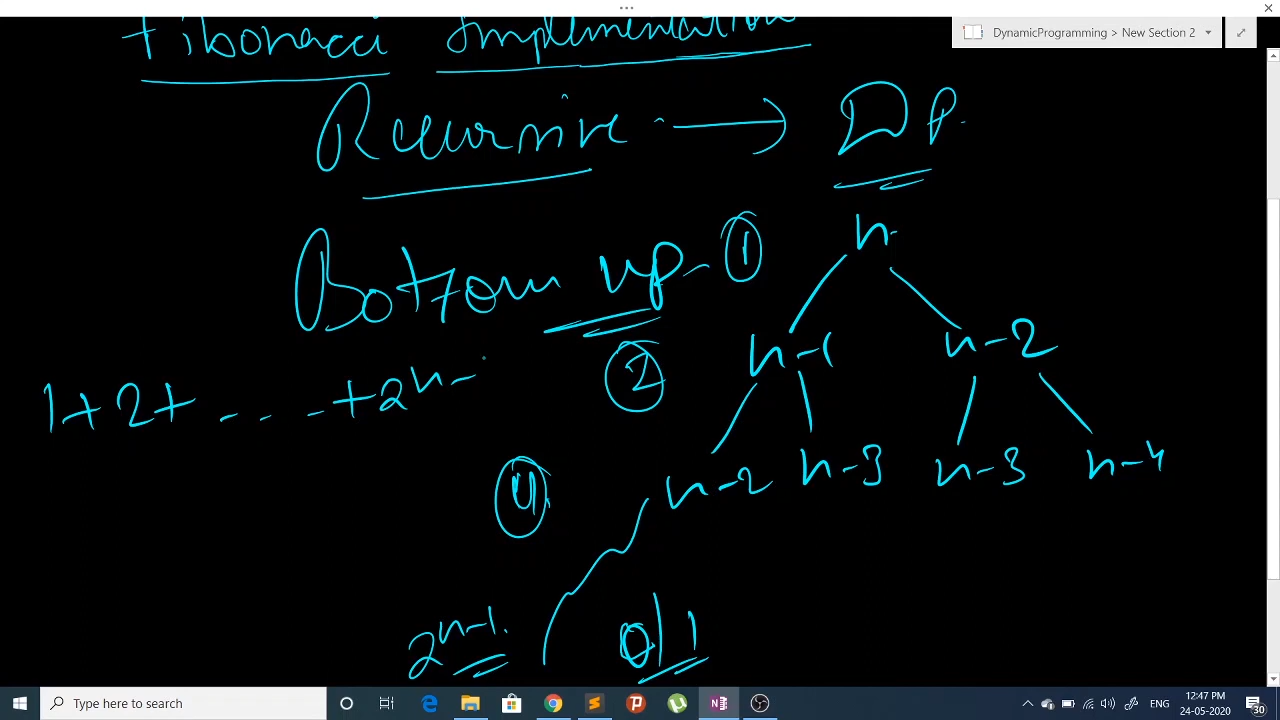 DynamicProgramming > New Section 2
Fibonacci Implementation
Recursive → DP
Bottom up - ①
n
n-1 n-2
②
1+2+ . . . . +2ⁿ⁻
n-2 n-3 n-3 n-4
④
2ⁿ⁻¹
0/1
Type here to search
ENG
12:47 PM
24-05-2020
30